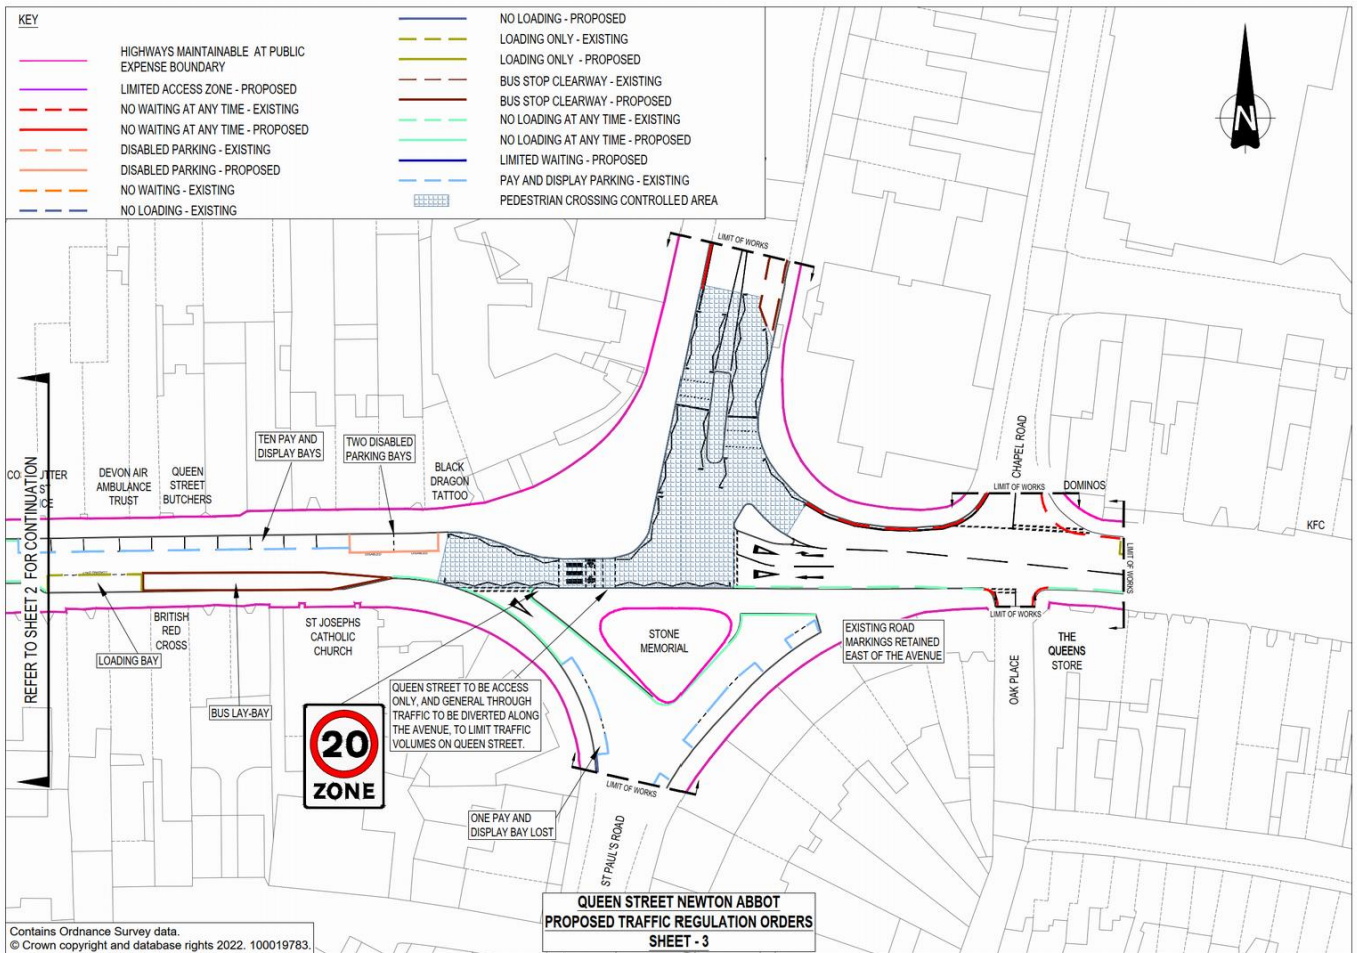 KEY
HIGHWAYS MAINTAINABLE AT PUBLIC
EXPENSE BOUNDARY
LIMITED ACCESS ZONE - PROPOSED
NO WAITING AT ANY TIME - EXISTING
NO WAITING AT ANY TIME - PROPOSED
DISABLED PARKING - EXISTING
DISABLED PARKING - PROPOSED
NO WAITING - EXISTING
NO LOADING - EXISTING
NO LOADING - PROPOSED
LOADING ONLY - EXISTING
LOADING ONLY - PROPOSED
BUS STOP CLEARWAY - EXISTING
BUS STOP CLEARWAY - PROPOSED
NO LOADING AT ANY TIME - EXISTING
NO LOADING AT ANY TIME - PROPOSED
LIMITED WAITING - PROPOSED
PAY AND DISPLAY PARKING - EXISTING
PEDESTRIAN CROSSING CONTROLLED AREA
N
LIMIT OF WORKS
REFER TO SHEET 2 FOR CONTINUATION
DEVON AIR
AMBULANCE
TRUST
QUEEN
STREET
BUTCHERS
TEN PAY AND
DISPLAY BAYS
TWO DISABLED
PARKING BAYS
BLACK
DRAGON
TATTOO
CHAPEL ROAD
LIMIT OF WORKS
DOMINOS
KFC
LIMIT OF WORKS
LOADING BAY
BRITISH
RED
CROSS
BUS LAY-BAY
ST JOSEPHS
CATHOLIC
CHURCH
20
ZONE
QUEEN STREET TO BE ACCESS
ONLY, AND GENERAL THROUGH
TRAFFIC TO BE DIVERTED ALONG
THE AVENUE, TO LIMIT TRAFFIC
VOLUMES ON QUEEN STREET.
STONE
MEMORIAL
EXISTING ROAD
MARKINGS RETAINED
EAST OF THE AVENUE
LIMIT OF WORKS
OAK PLACE
THE
QUEENS
STORE
ONE PAY AND
DISPLAY BAY LOST
LIMIT OF WORKS
ST PAUL'S ROAD
QUEEN STREET NEWTON ABBOT
PROPOSED TRAFFIC REGULATION ORDERS
SHEET - 3
Contains Ordnance Survey data.
© Crown copyright and database rights 2022. 100019783.